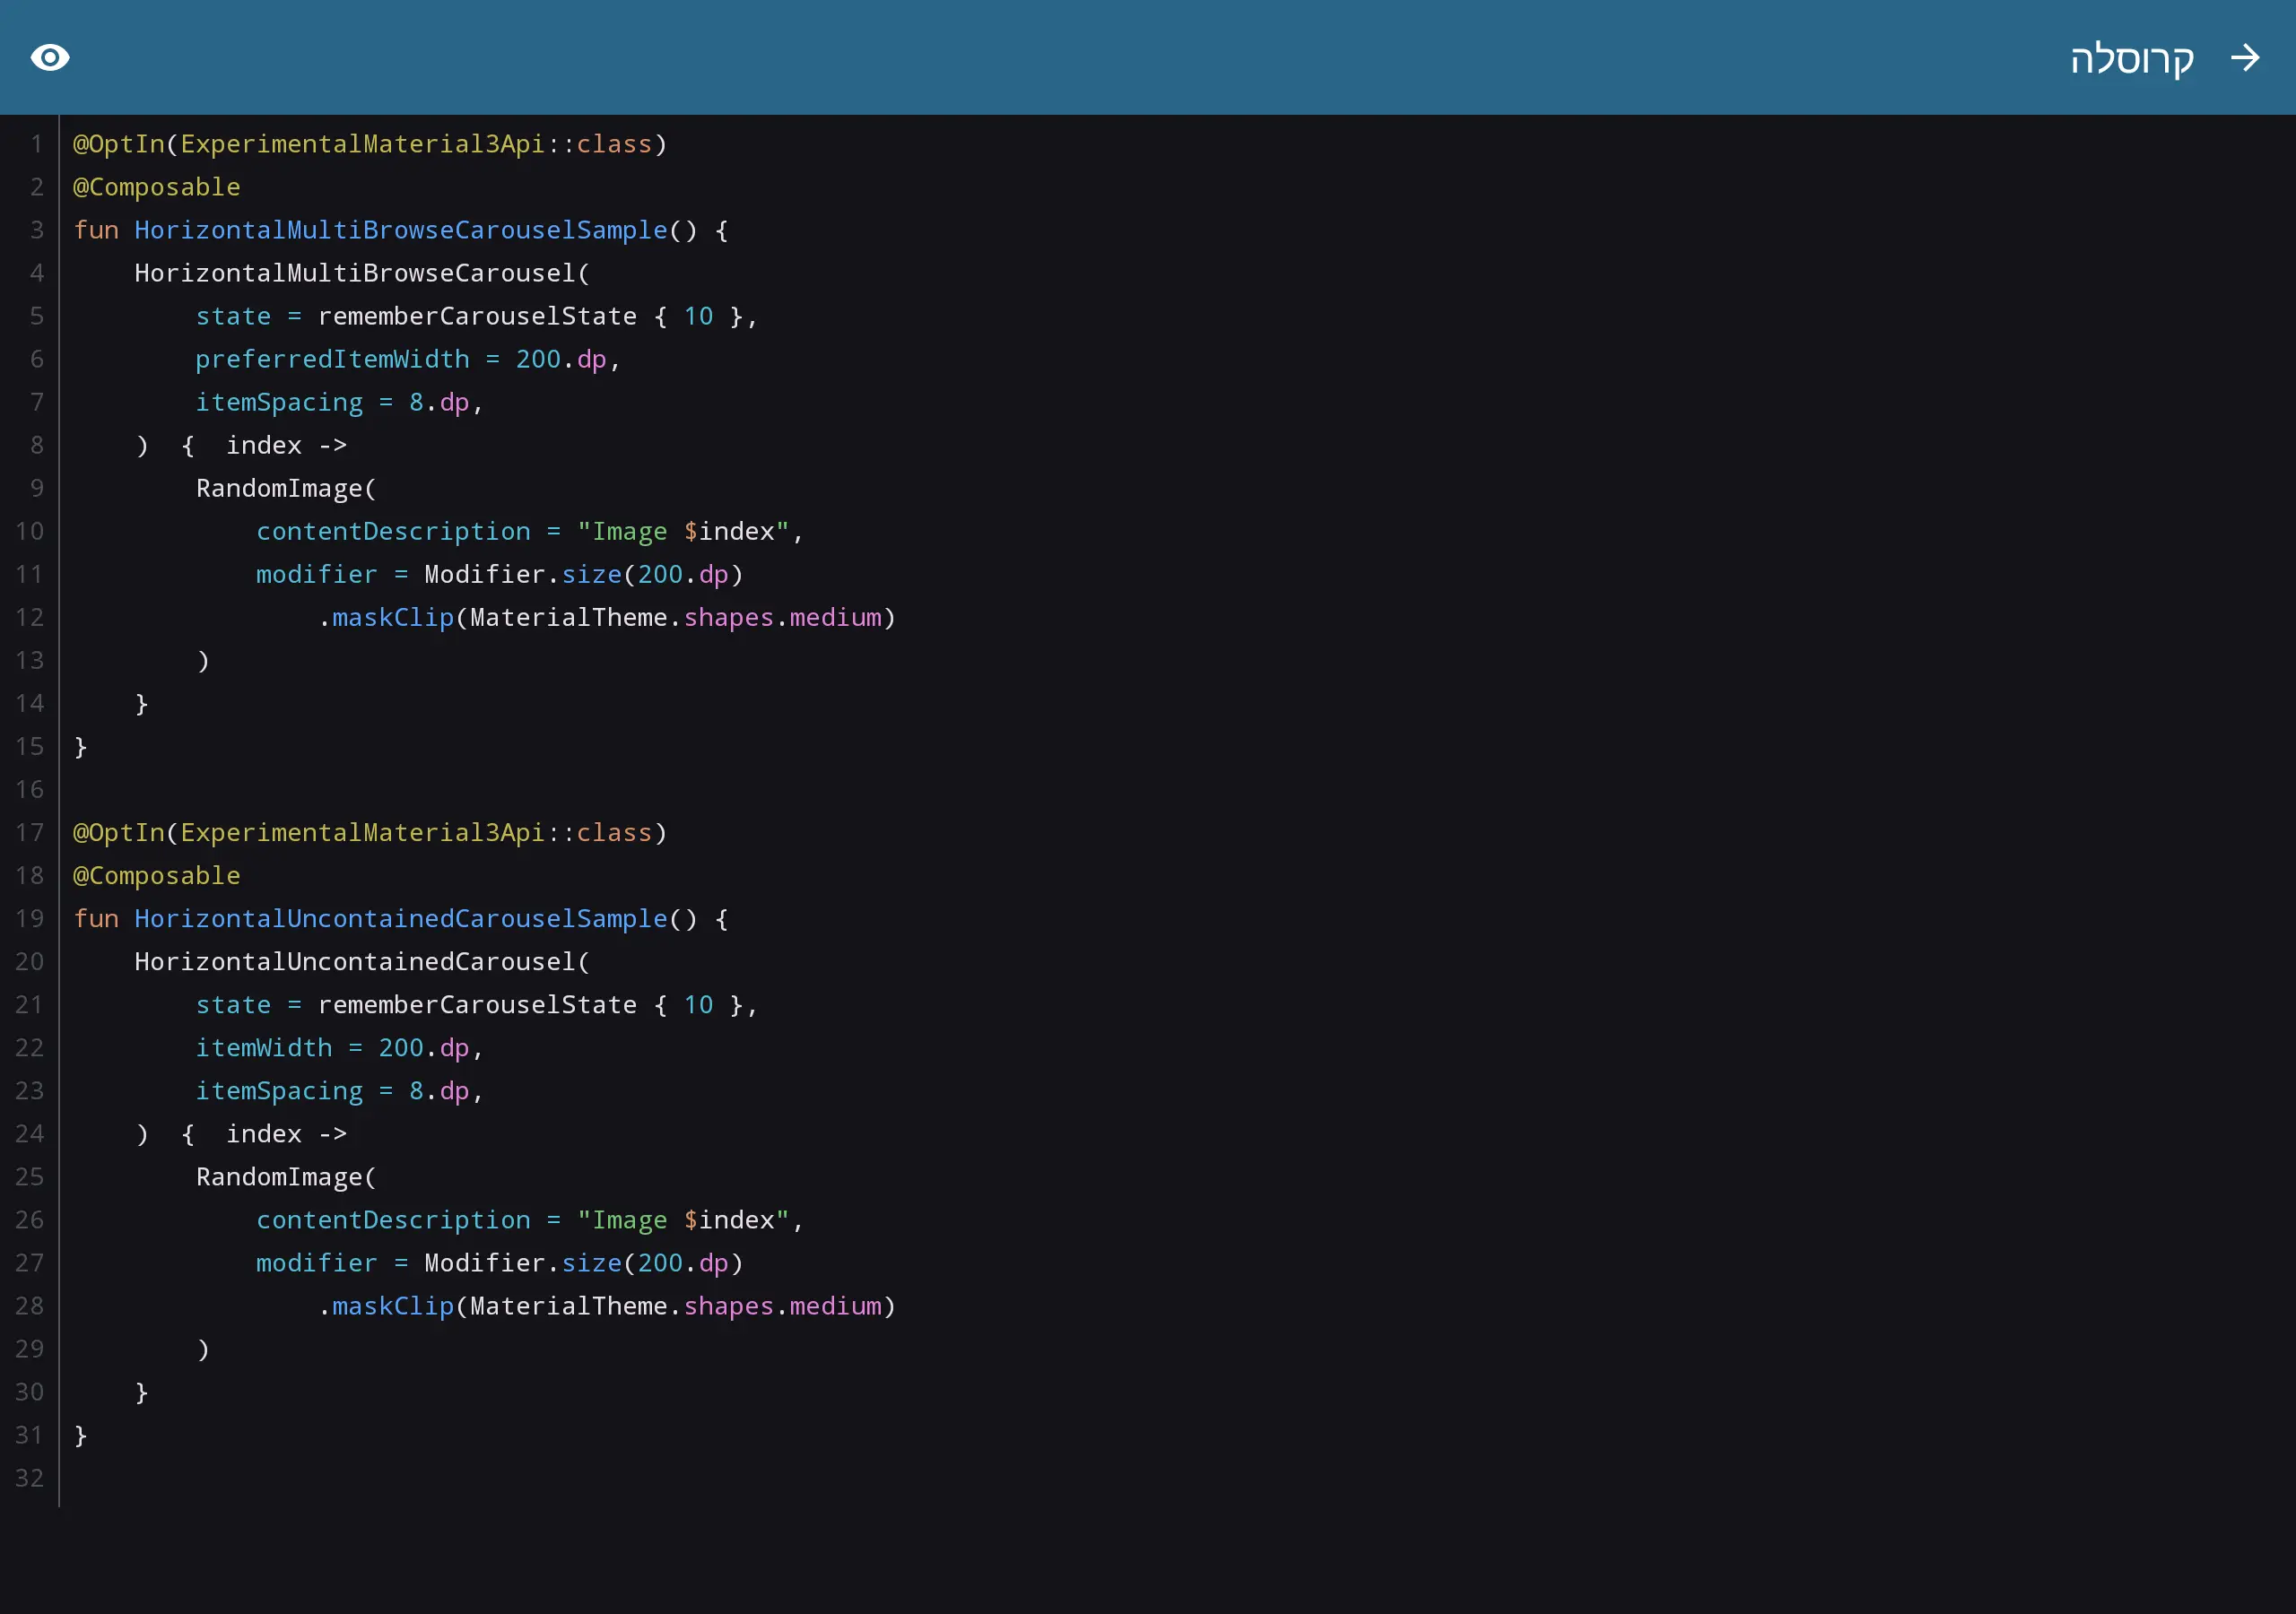 קרוסלה
1 @OptIn(ExperimentalMaterial3Api::class)
2 @Composable
3 fun HorizontalMultiBrowseCarouselSample() {
4     HorizontalMultiBrowseCarousel(
5         state = rememberCarouselState { 10 },
6         preferredItemWidth = 200.dp,
7         itemSpacing = 8.dp,
8     )  {  index ->
9         RandomImage(
10             contentDescription = "Image $index",
11             modifier = Modifier.size(200.dp)
12                 .maskClip(MaterialTheme.shapes.medium)
13         )
14     }
15 }
16
17 @OptIn(ExperimentalMaterial3Api::class)
18 @Composable
19 fun HorizontalUncontainedCarouselSample() {
20     HorizontalUncontainedCarousel(
21         state = rememberCarouselState { 10 },
22         itemWidth = 200.dp,
23         itemSpacing = 8.dp,
24     )  {  index ->
25         RandomImage(
26             contentDescription = "Image $index",
27             modifier = Modifier.size(200.dp)
28                 .maskClip(MaterialTheme.shapes.medium)
29         )
30     }
31 }
32